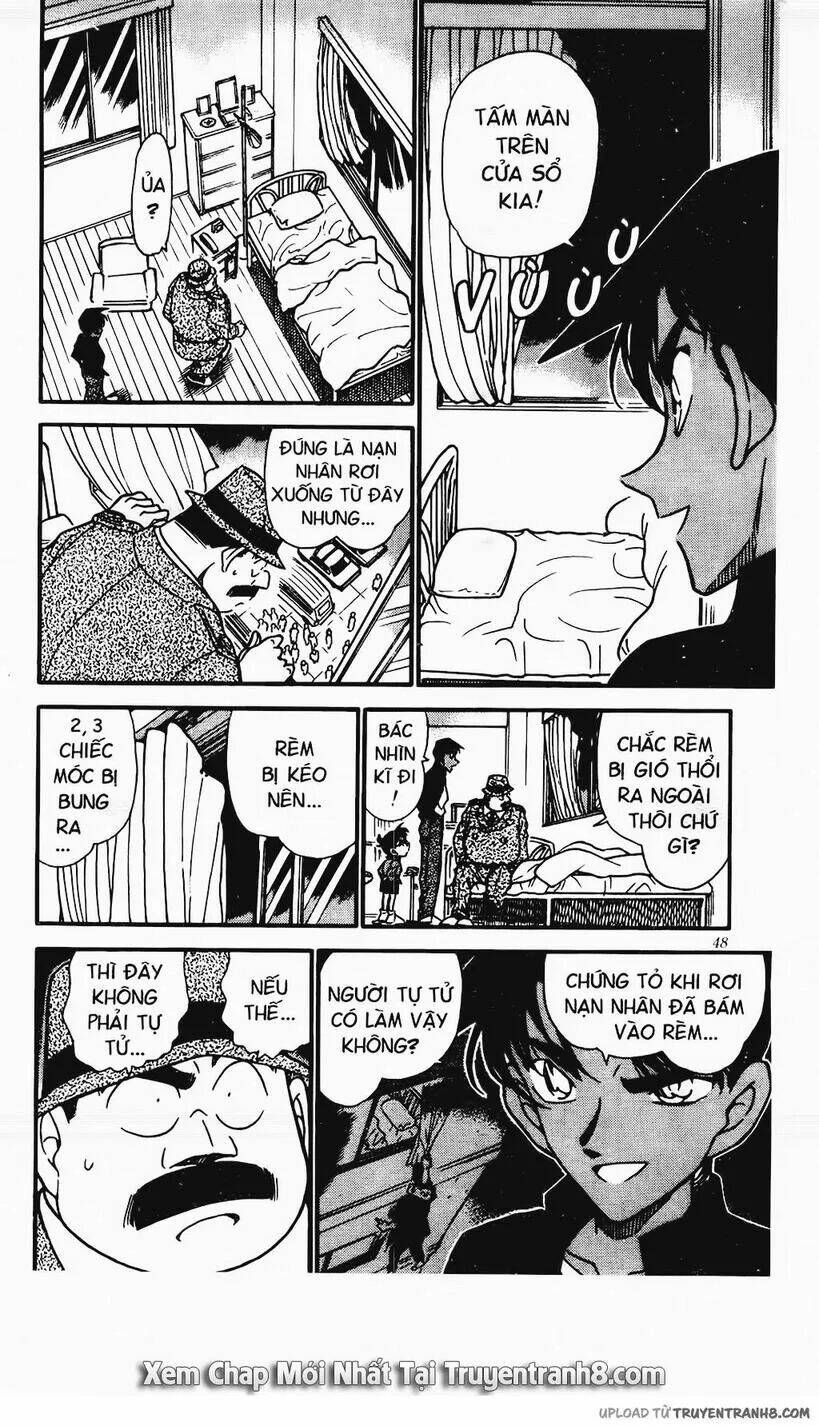 TẤM MÀN
TRÊN
CỬA SỔ
KIA!
VÙ Ù Ù
ỦA
?
ĐÚNG LÀ NẠN
NHÂN RƠI
XUỐNG TỪ ĐÂY
NHƯNG...
CHẮC RÈM
BỊ GIÓ THỔI
RA NGOÀI
THÔI CHỨ
GÌ?
BÁC
NHÌN
KĨ ĐI
!
RÈM
BỊ KÉO
NÊN...
2, 3
CHIẾC
MÓC BỊ
BUNG
RA
...
48
CHỨNG TỎ KHI RƠI
NẠN NHÂN ĐÃ BÁM
VÀO RÈM...
NGƯỜI TỰ TỬ
CÓ LÀM VẬY
KHÔNG?
NẾU
THẾ...
THÌ ĐÂY
KHÔNG
PHẢI TỰ
TỬ...
Xem Chap Mới Nhất Tại Truyentranh8.com
UPLOAD TỪ TRUYENTRANH8.COM